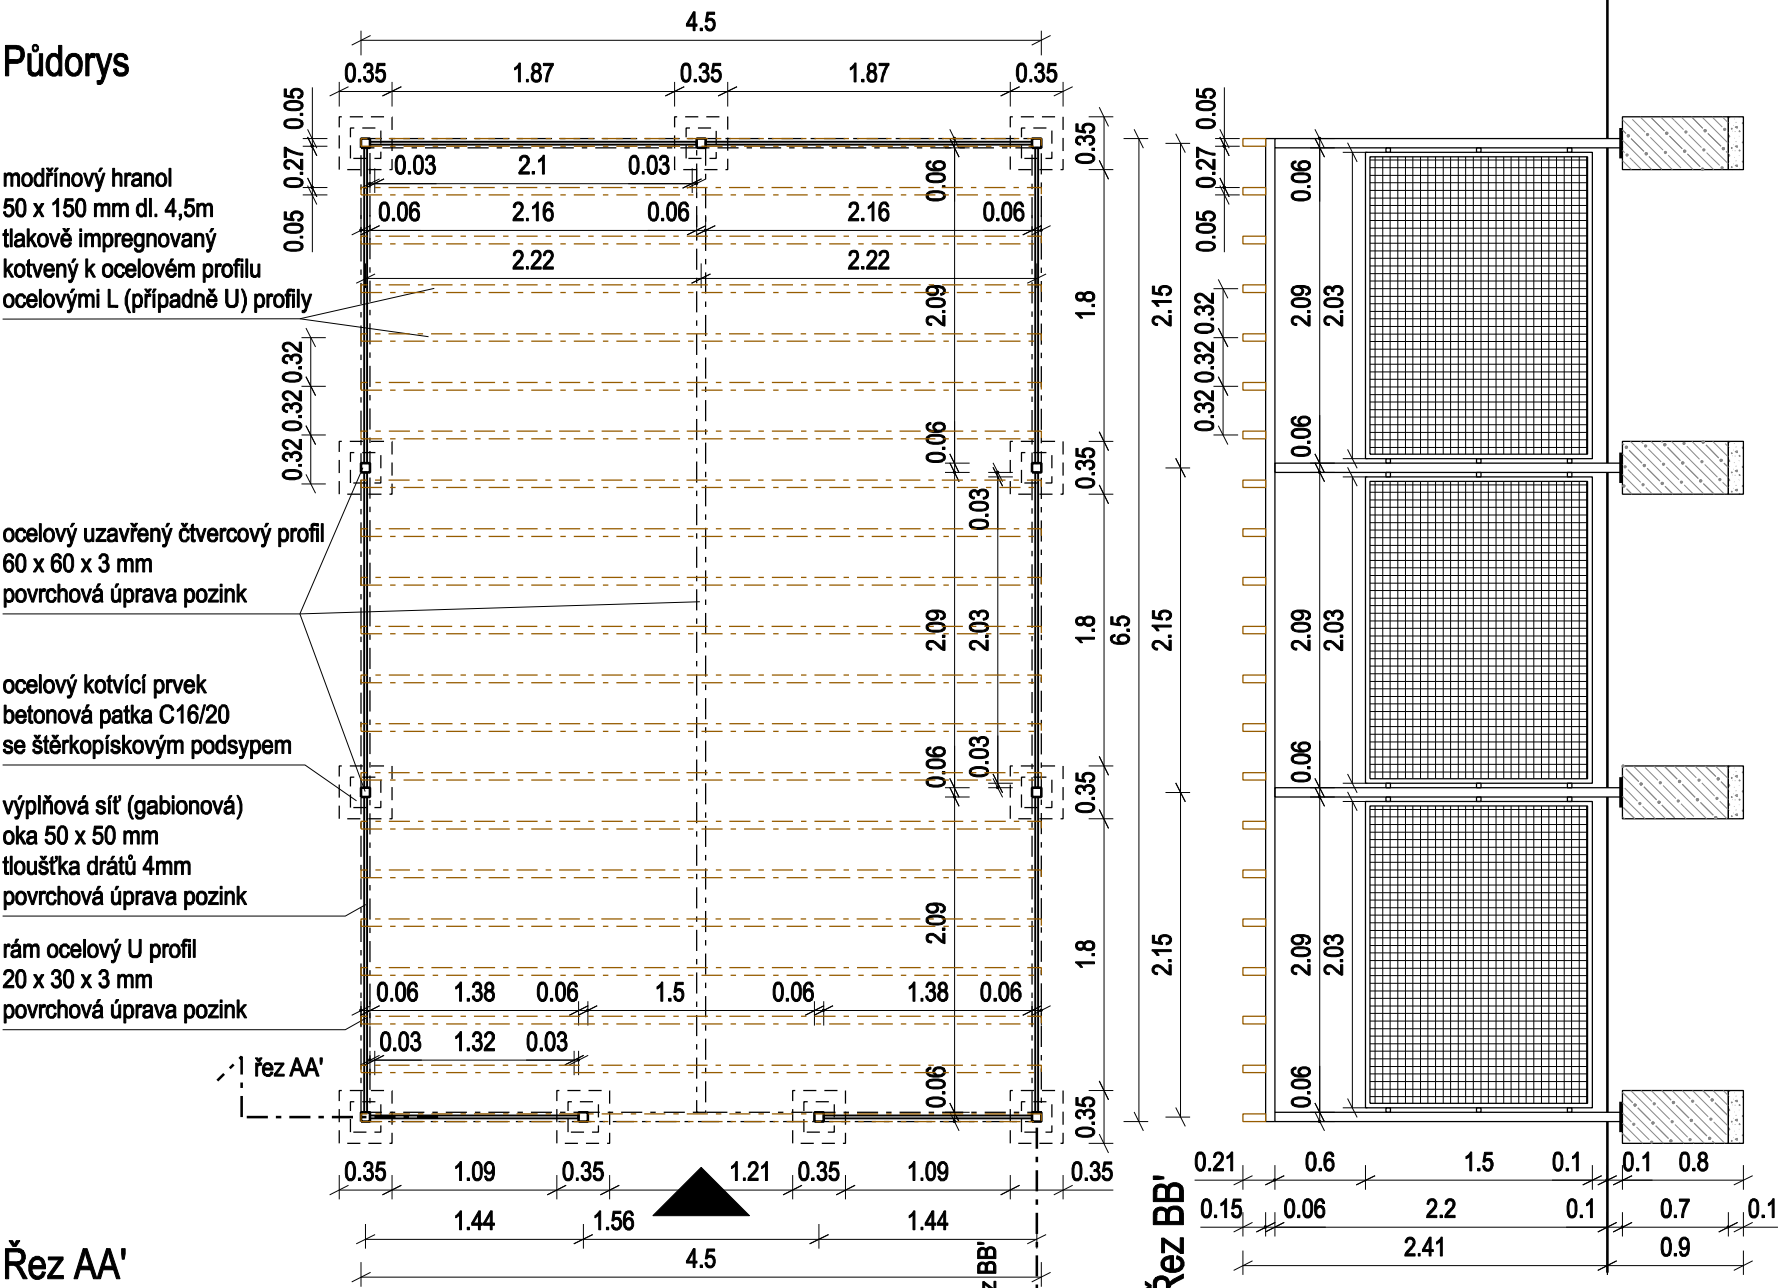 Půdorys
4.5
0.35 1.87 0.35 1.87 0.35
0.05
0.27
0.05
modřínový hranol
50 x 150 mm dl. 4,5m
tlakově impregnovaný
kotvený k ocelovém profilu
ocelovými L (případně U) profily
0.03 2.1 0.03
0.06 2.16 0.06 2.16 0.06
2.22 2.22
0.32
0.32
0.32
ocelový uzavřený čtvercový profil
60 x 60 x 3 mm
povrchová úprava pozink
ocelový kotvící prvek
betonová patka C16/20
se štěrkopískovým podsypem
výplňová síť (gabionová)
oka 50 x 50 mm
tloušťka drátů 4mm
povrchová úprava pozink
rám ocelový U profil
20 x 30 x 3 mm
povrchová úprava pozink
0.06
2.09
0.06
2.09
0.06
2.09
0.06
0.03
2.03
0.03
0.35
1.8
0.35
1.8
0.35
1.8
0.35
6.5
2.15
2.15
2.15
0.06 1.38 0.06 1.5 0.06 1.38 0.06
0.03 1.32 0.03
řez AA'
0.35 1.09 0.35 1.21 0.35 1.09 0.35
1.44 1.56 1.44
4.5
Řez AA'
z BB'
Řez BB'
0.05
0.27
0.05
0.32
0.32
0.32
0.06
2.09
0.06
2.09
0.06
2.09
0.06
2.03
2.03
2.03
0.21 0.6 1.5 0.1 0.1 0.8
0.15 0.06 2.2 0.1 0.7 0.1
2.41 0.9